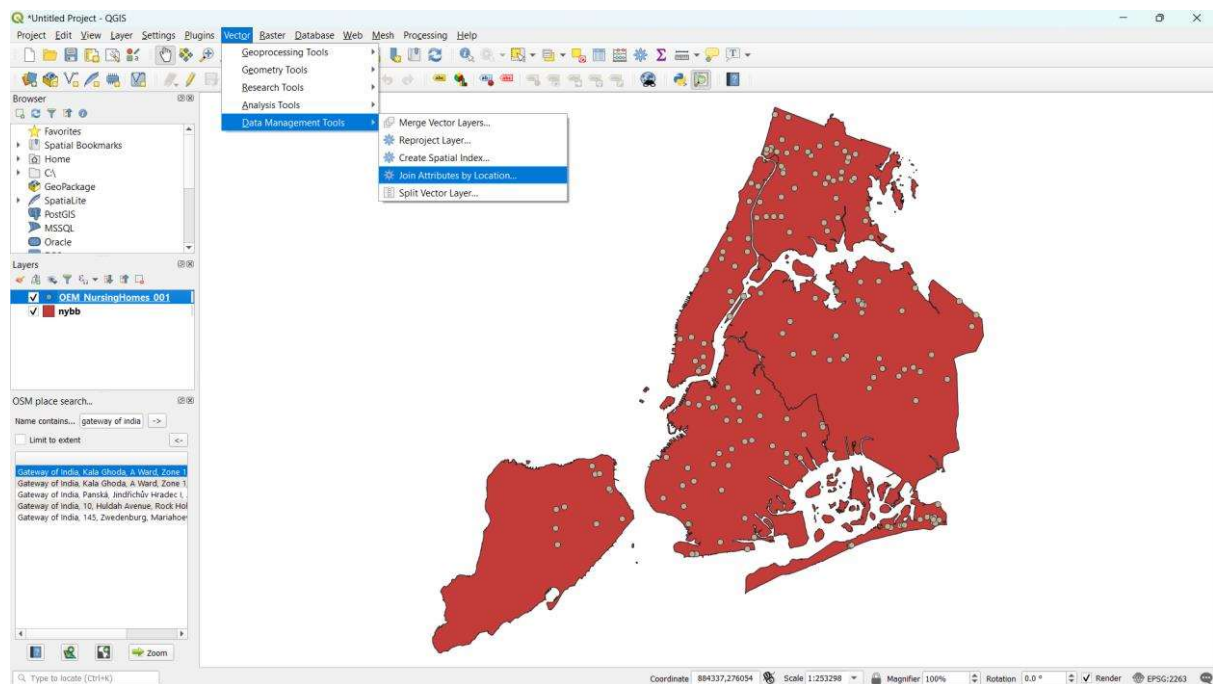 *Untitled Project - QGIS
Project Edit View Layer Settings Plugins Vector Raster Database Web Mesh Processing Help
Geoprocessing Tools
Geometry Tools
Research Tools
Analysis Tools
Data Management Tools
Merge Vector Layers...
Reproject Layer...
Create Spatial Index...
Join Attributes by Location...
Split Vector Layer...
Browser
Favorites
Spatial Bookmarks
Home
C:\
GeoPackage
SpatiaLite
PostGIS
MSSQL
Oracle
Layers
OEM_NursingHomes_001
nybb
OSM place search...
Name contains... gateway of india ->
Limit to extent <-
Gateway of India, Kala Ghoda, A Ward, Zone 1
Gateway of India, Kala Ghoda, A Ward, Zone 1
Gateway of India, Panská, Jindřichův Hradec I, 
Gateway of India, 10, Huldah Avenue, Rock Hol
Gateway of India, 145, Zwedenburg, Mariahoe
Zoom
Type to locate (Ctrl+K)
Coordinate 884337,276054 Scale 1:253298 Magnifier 100% Rotation 0.0 ° Render EPSG:2263